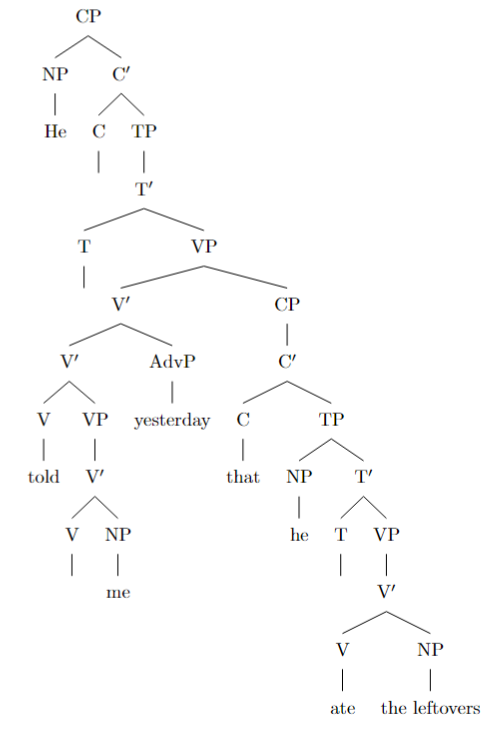 CP
NP C′
He C TP
T′
T VP
V′ CP
V′ AdvP C′
V VP yesterday C TP
told V′ that NP T′
V NP he T VP
me V′
V NP
ate the leftovers